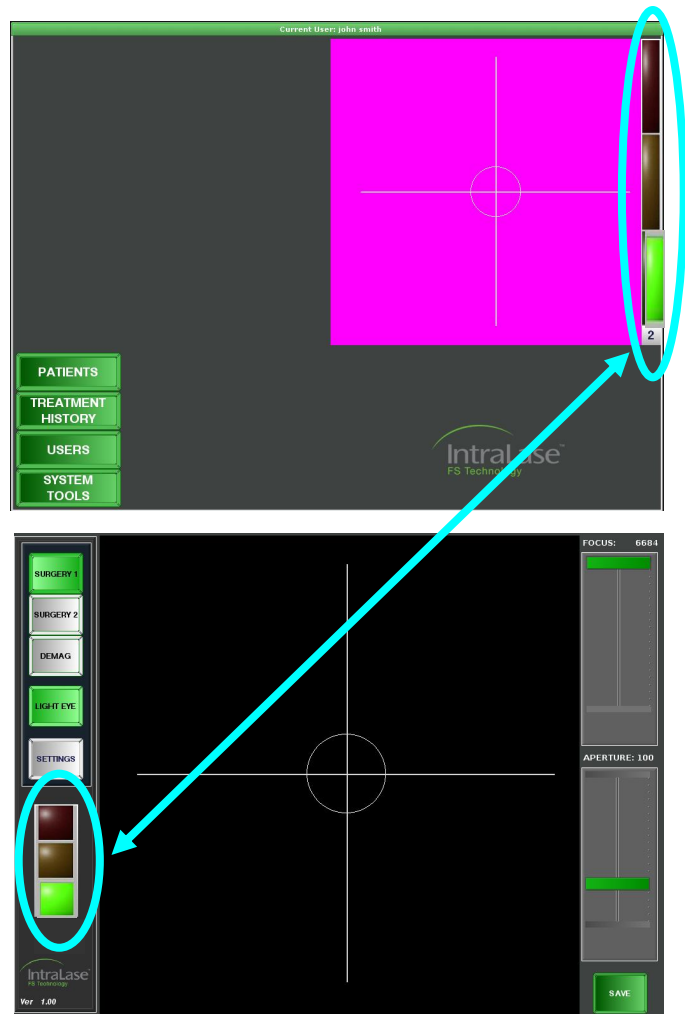 Current User: john smith
2
PATIENTS
TREATMENT
HISTORY
USERS
SYSTEM
TOOLS
IntraLase™
FS Technology
FOCUS: 6684
SURGERY 1
SURGERY 2
DEMAG
LIGHT EYE
SETTINGS
APERTURE: 100
IntraLase
FS Technology
Ver 1.00
SAVE